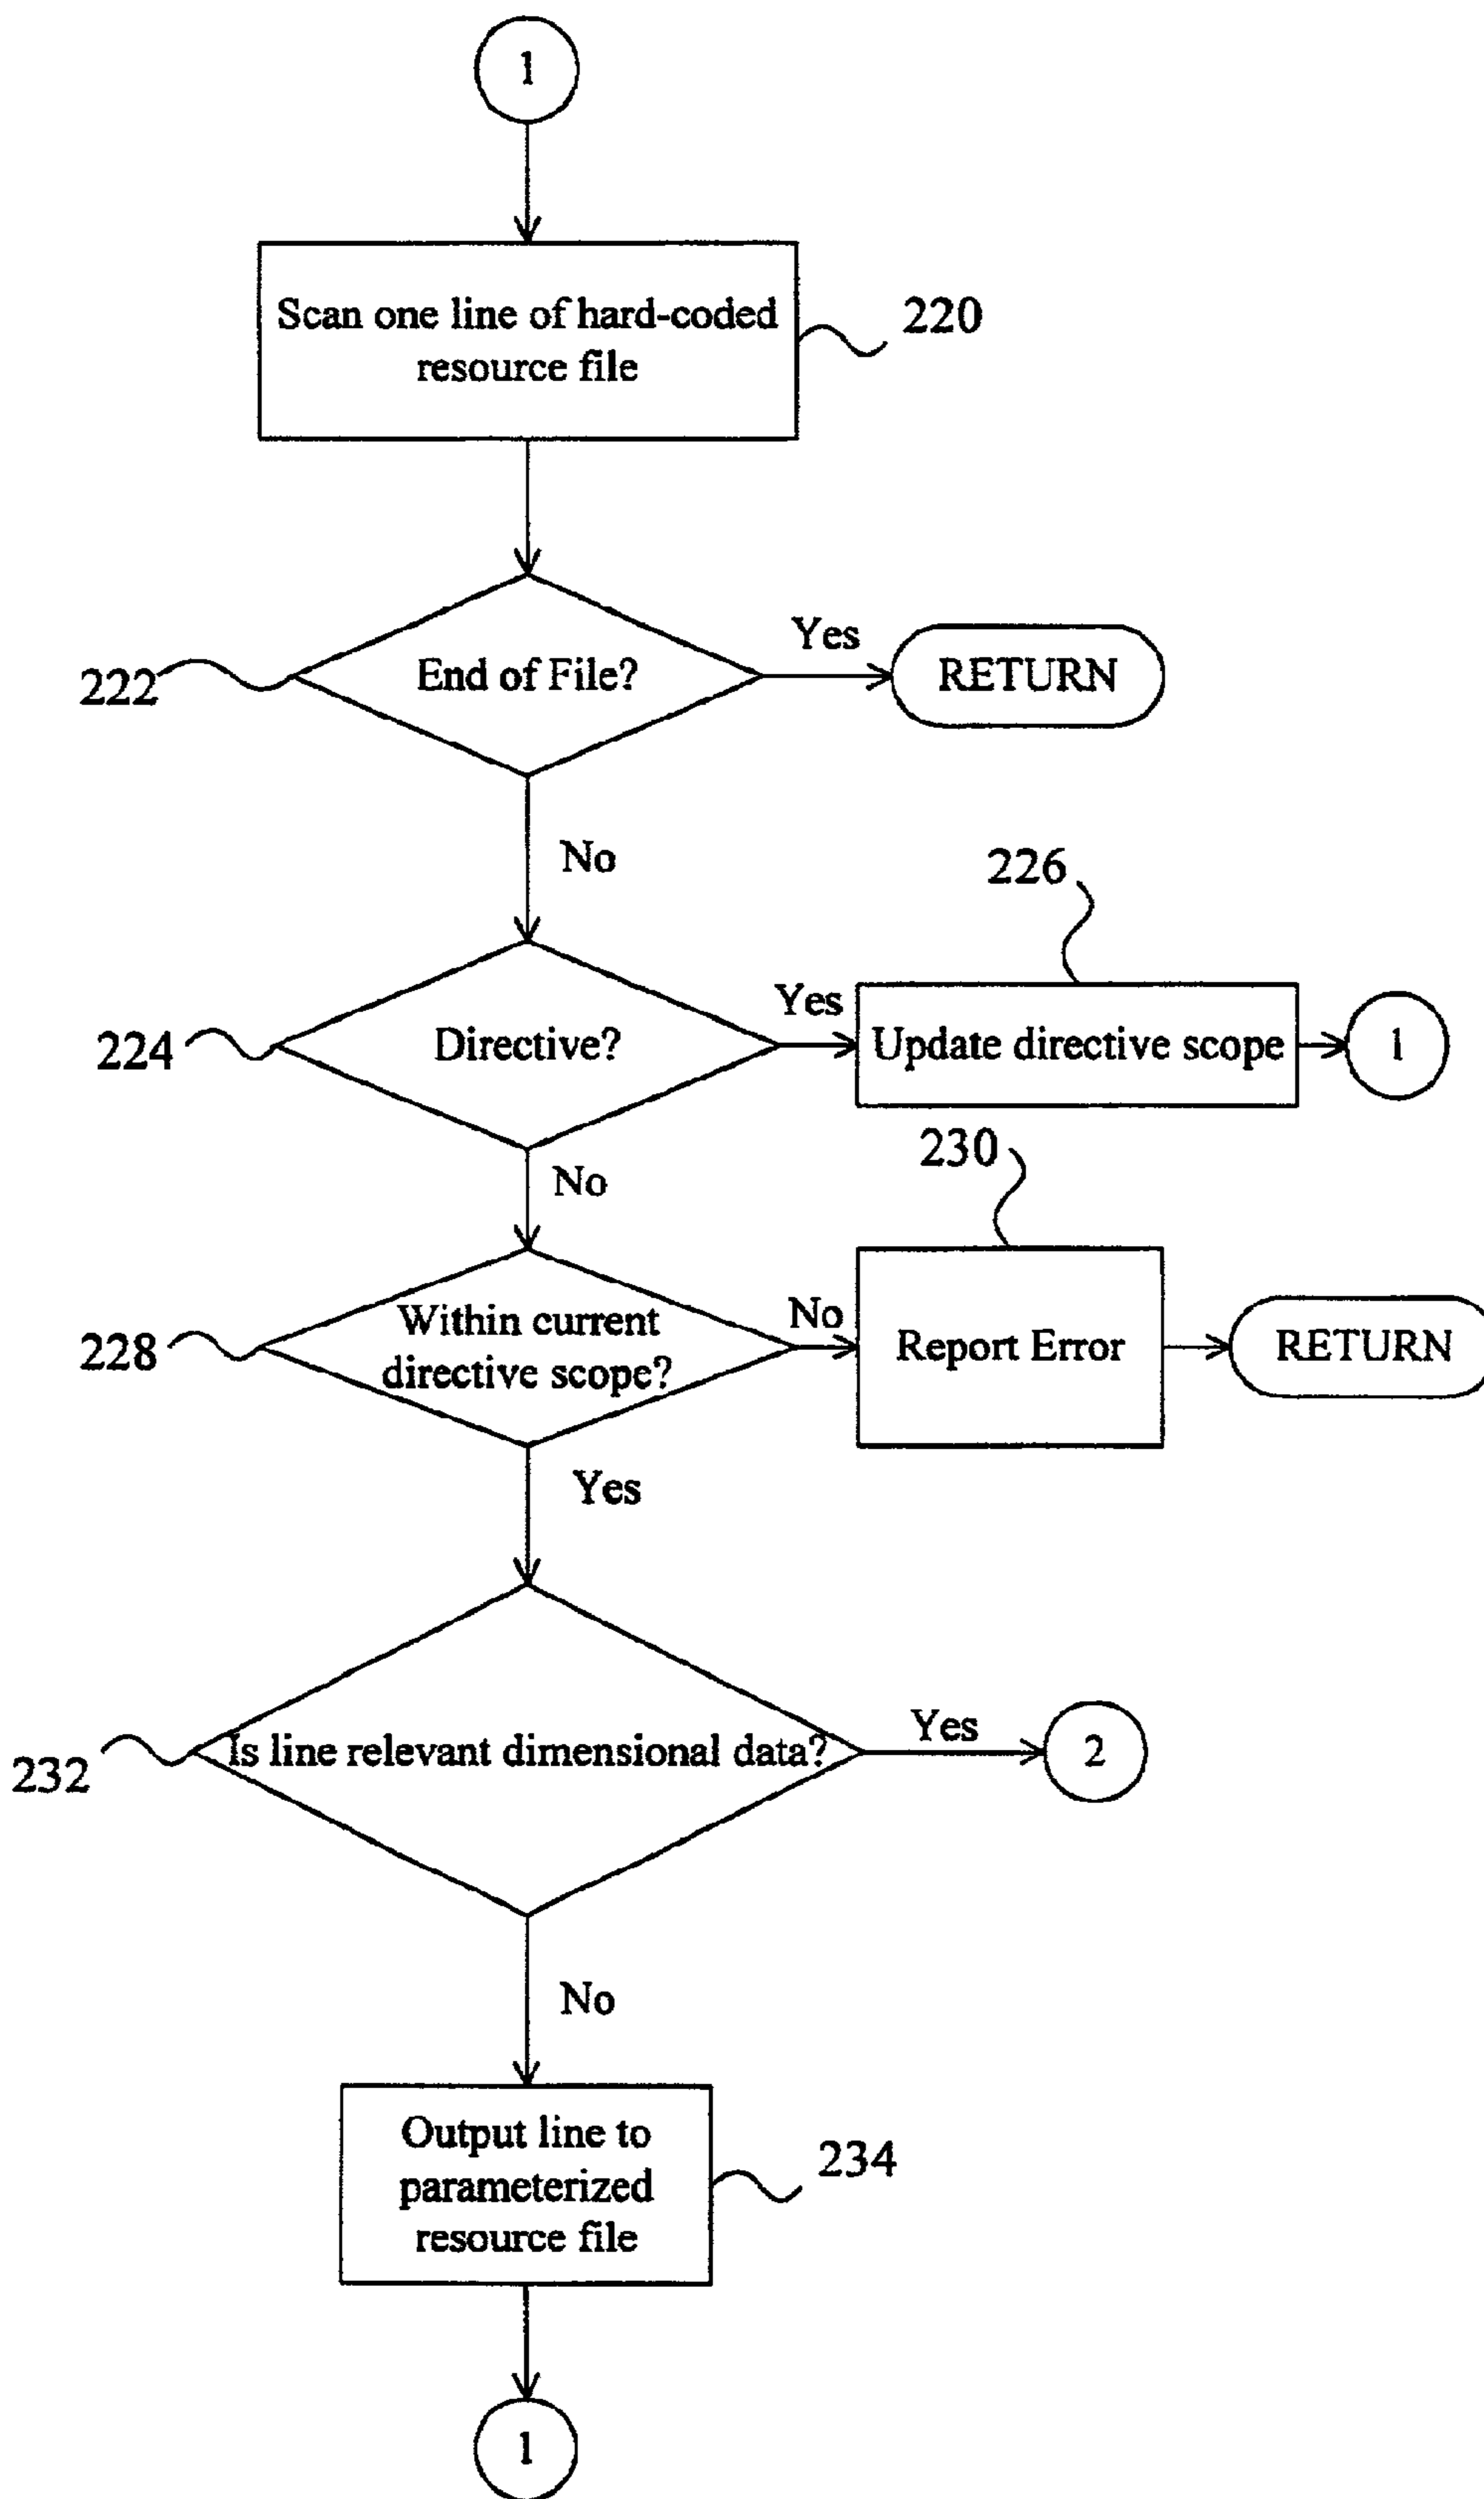 1
Scan one line of hard-coded
resource file
220
End of File?
Yes
RETURN
222
No
226
Directive?
Yes
Update directive scope
1
224
No
230
Within current
directive scope?
No
Report Error
RETURN
228
Yes
Is line relevant dimensional data?
Yes
2
232
No
Output line to
parameterized
resource file
234
1